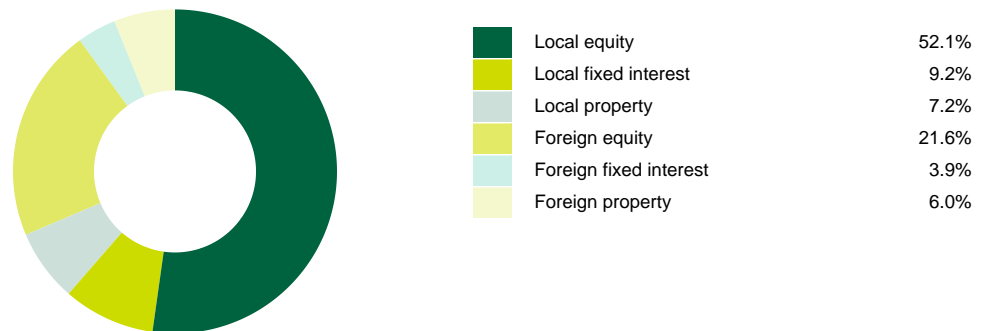 Local equity 52.1%
Local fixed interest 9.2%
Local property 7.2%
Foreign equity 21.6%
Foreign fixed interest 3.9%
Foreign property 6.0%